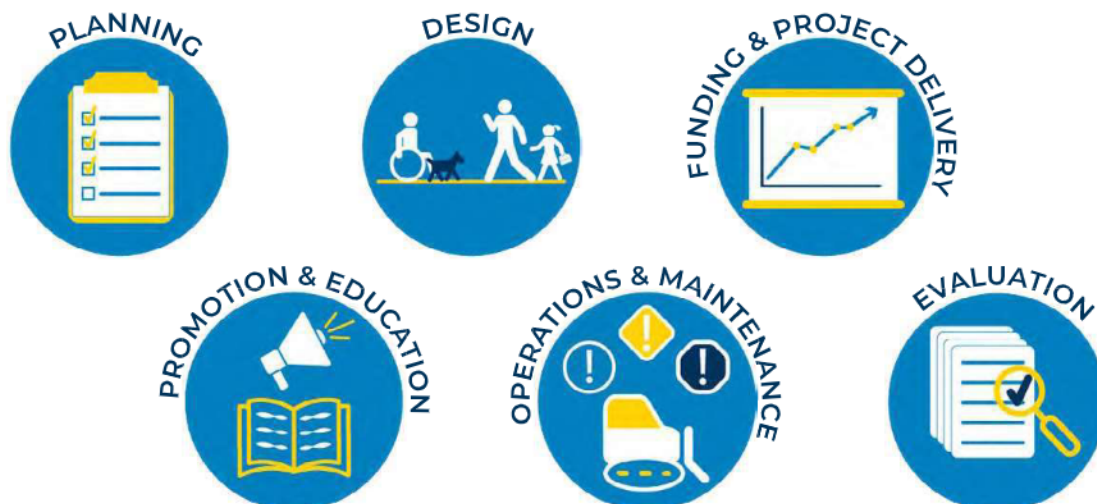 PLANNING
DESIGN
FUNDING & PROJECT DELIVERY
PROMOTION & EDUCATION
OPERATIONS & MAINTENANCE
EVALUATION